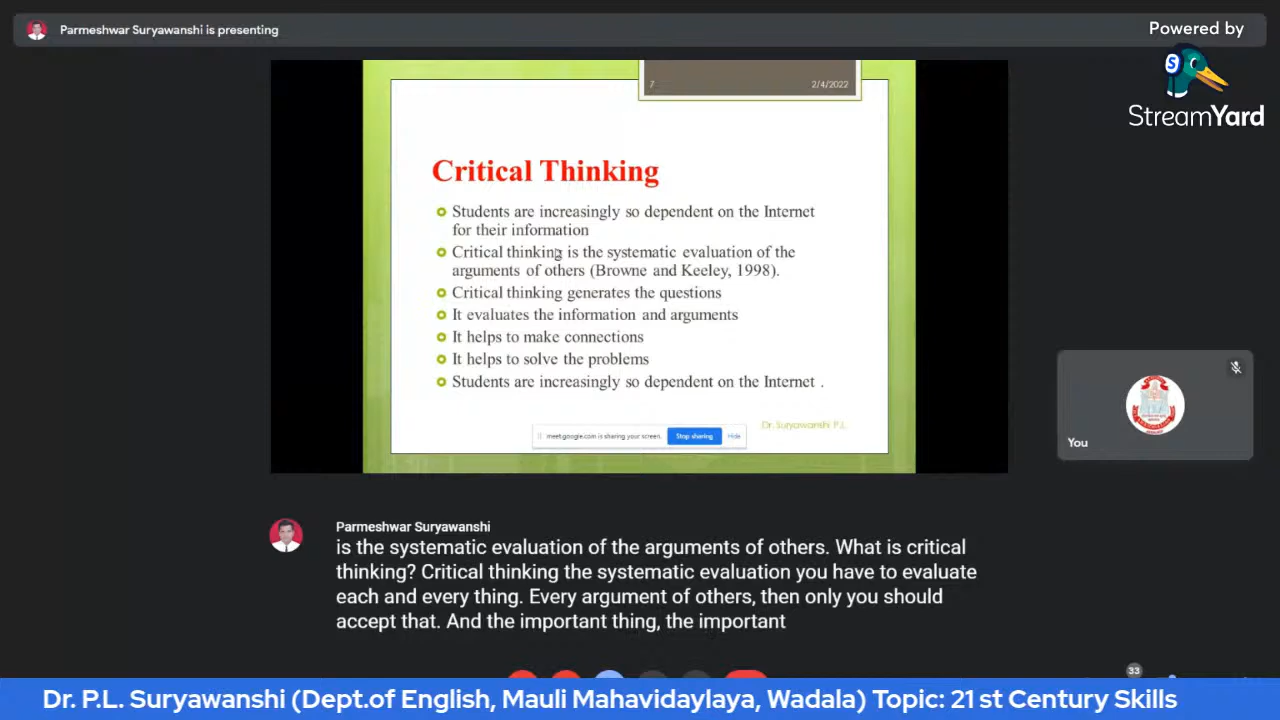 Parmeshwar Suryawanshi is presenting
Powered by
S
StreamYard
7
2/4/2022
Critical Thinking
Students are increasingly so dependent on the Internet
for their information
Critical thinking is the systematic evaluation of the
arguments of others (Browne and Keeley, 1998).
Critical thinking generates the questions
It evaluates the information and arguments
It helps to make connections
It helps to solve the problems
Students are increasingly so dependent on the Internet .
Dr. Suryawanshi P.L.
meet.google.com is sharing your screen.
Stop sharing
Hide
You
Parmeshwar Suryawanshi
is the systematic evaluation of the arguments of others. What is critical
thinking? Critical thinking the systematic evaluation you have to evaluate
each and every thing. Every argument of others, then only you should
accept that. And the important thing, the important
33
Dr. P.L. Suryawanshi (Dept.of English, Mauli Mahavidaylaya, Wadala) Topic: 21 st Century Skills